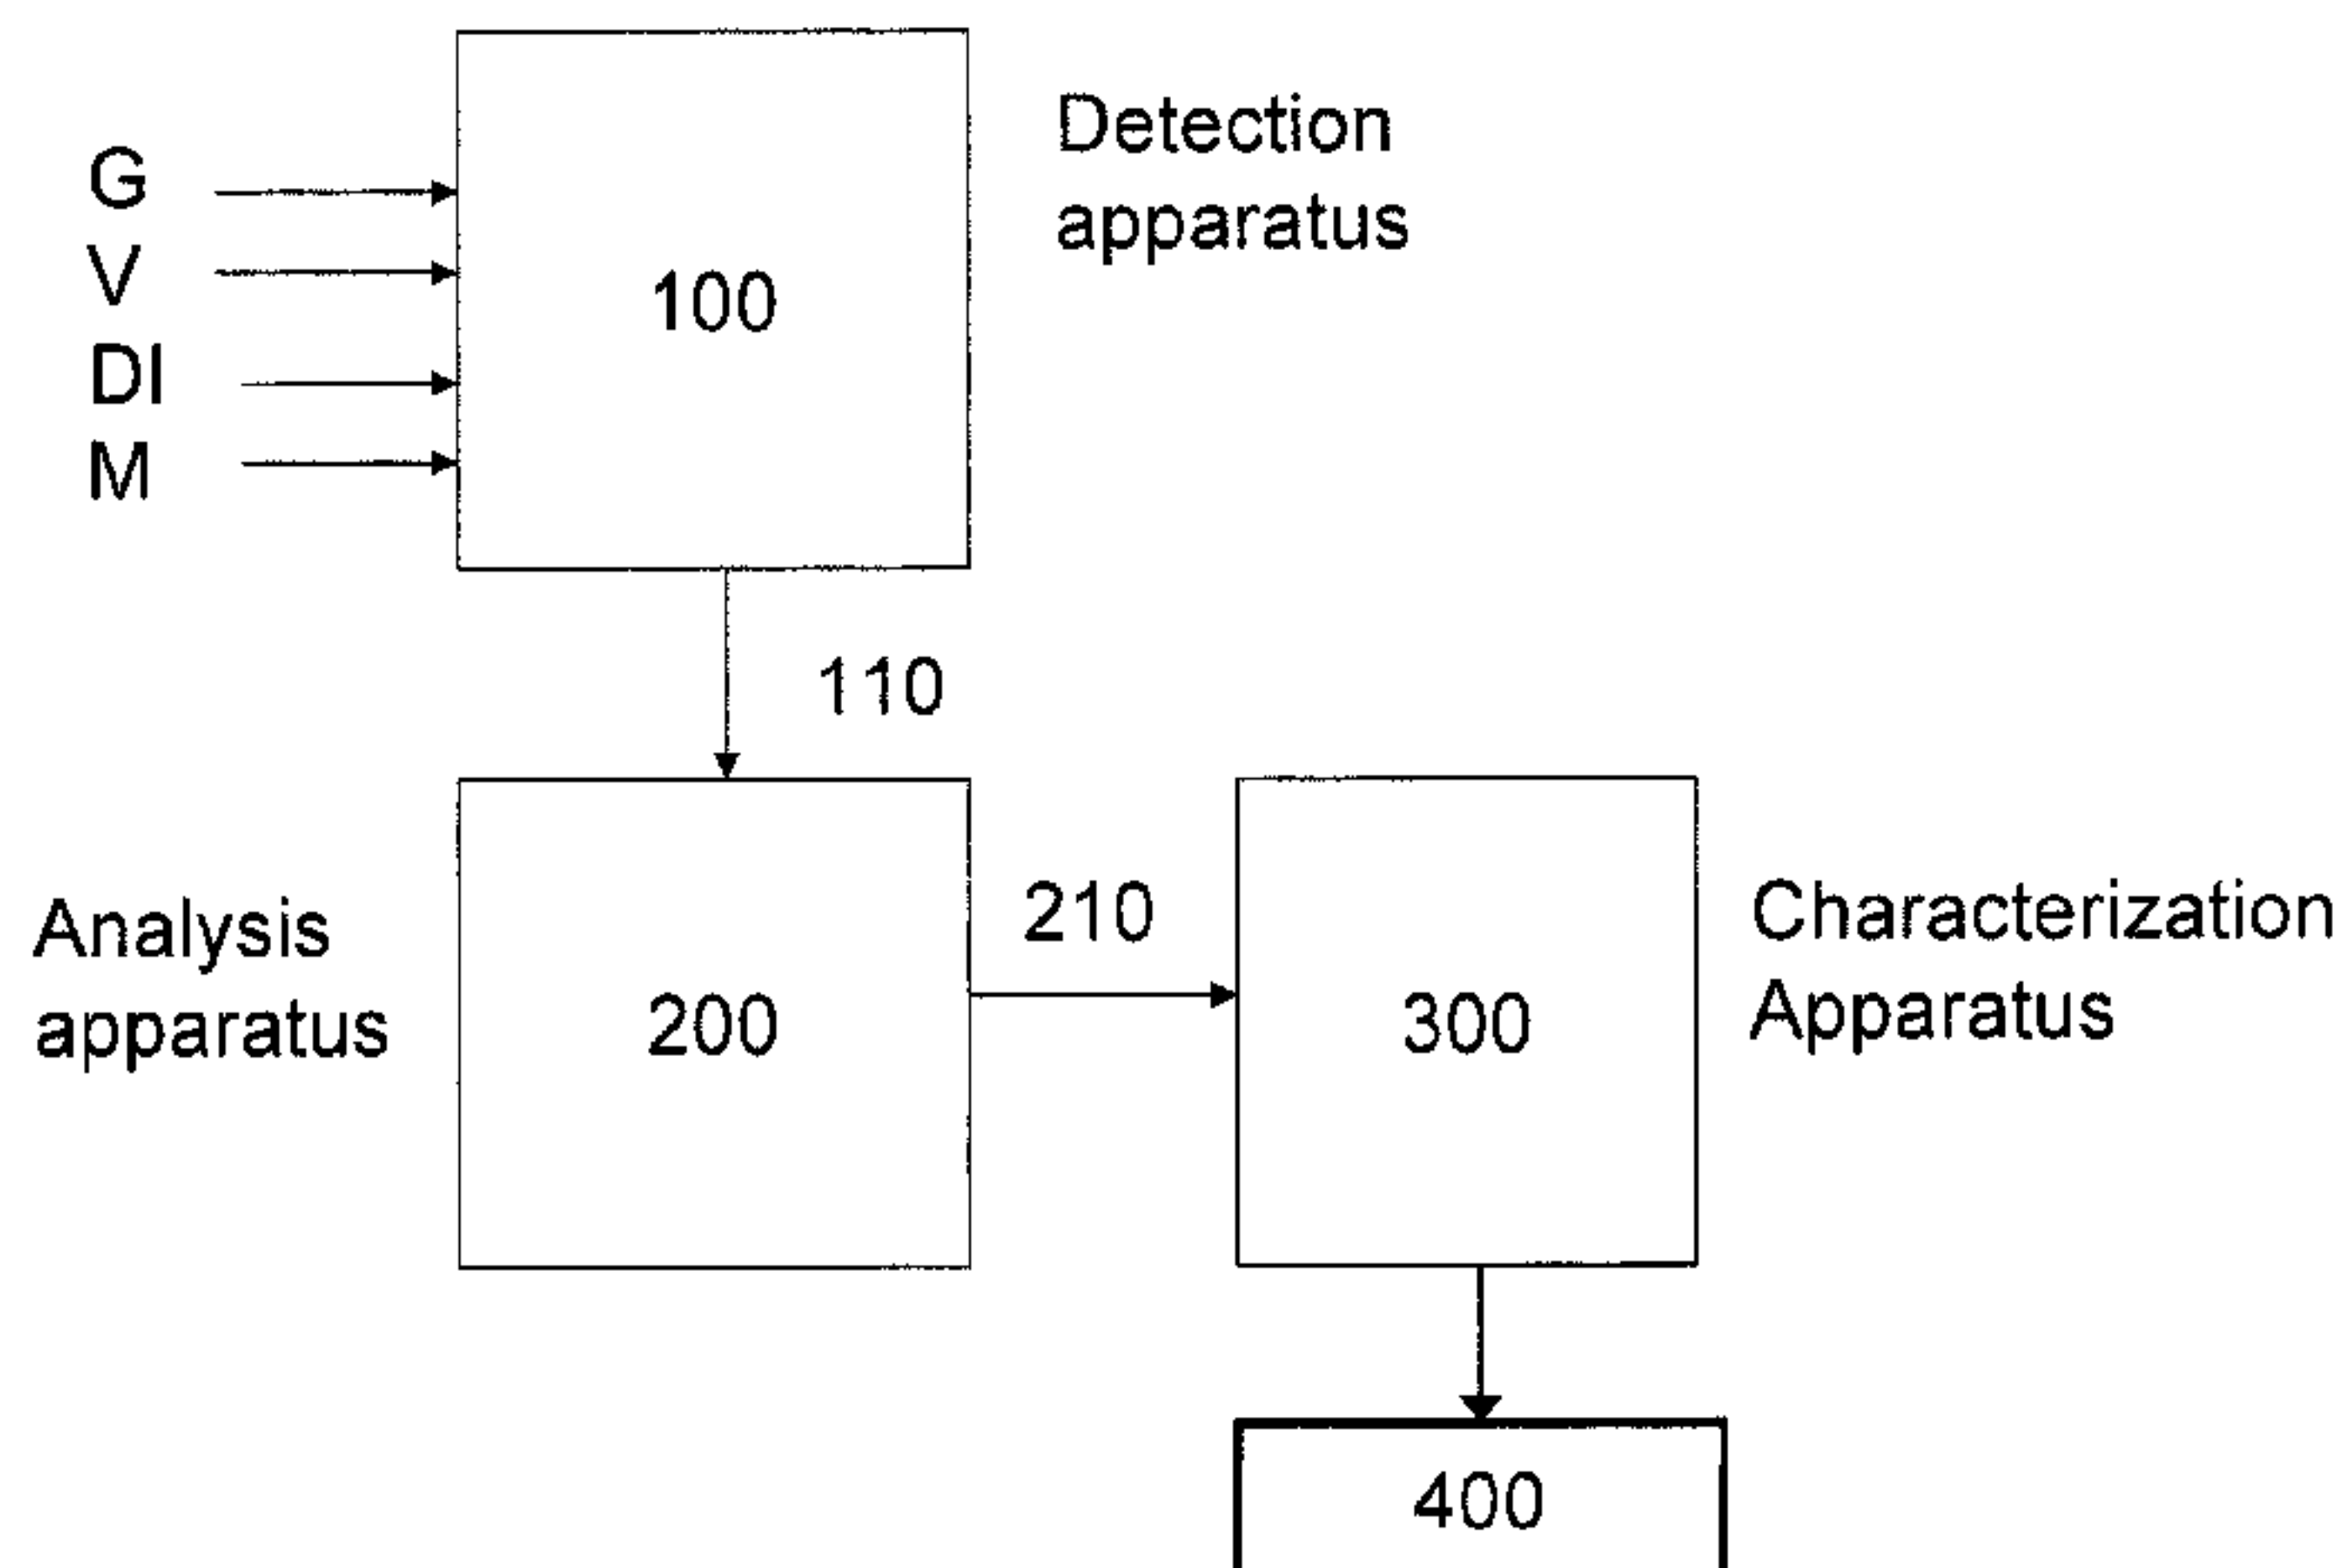 Detection
apparatus
G
V
DI
M
100
110
Analysis
apparatus
200
210
300
Characterization
Apparatus
400